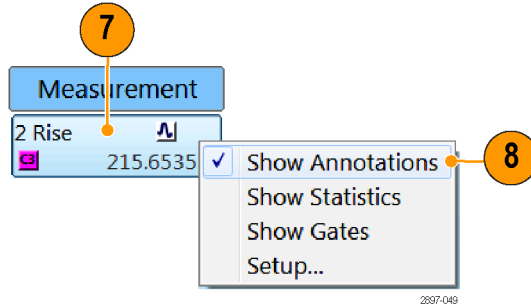 7
Measurement
2 Rise
C3 215.6535
Show Annotations
8
Show Statistics
Show Gates
Setup...
2897-049